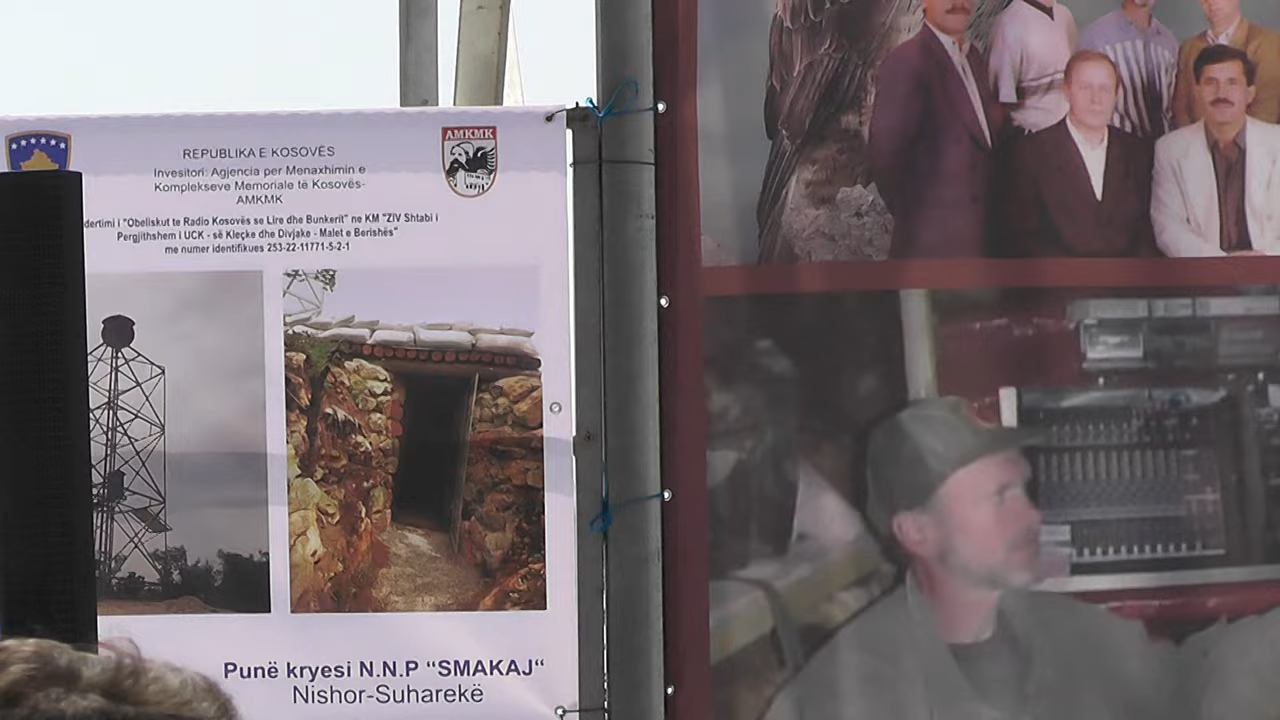 REPUBLIKA E KOSOVËS
AMKMK
Investitori: Agjencia per Menaxhimin e
Komplekseve Memoriale të Kosovës-
AMKMK
dertimi i "Obeliskut te Radio Kosovës se Lire dhe Bunkerit" ne KM "ZIV Shtabi i
Pergjithshem i UCK - së Kleçke dhe Divjake - Malet e Berishës"
me numer identifikues 253-22-11771-5-2-1
Punë kryesi N.N.P “SMAKAJ“
Nishor-Suharekë